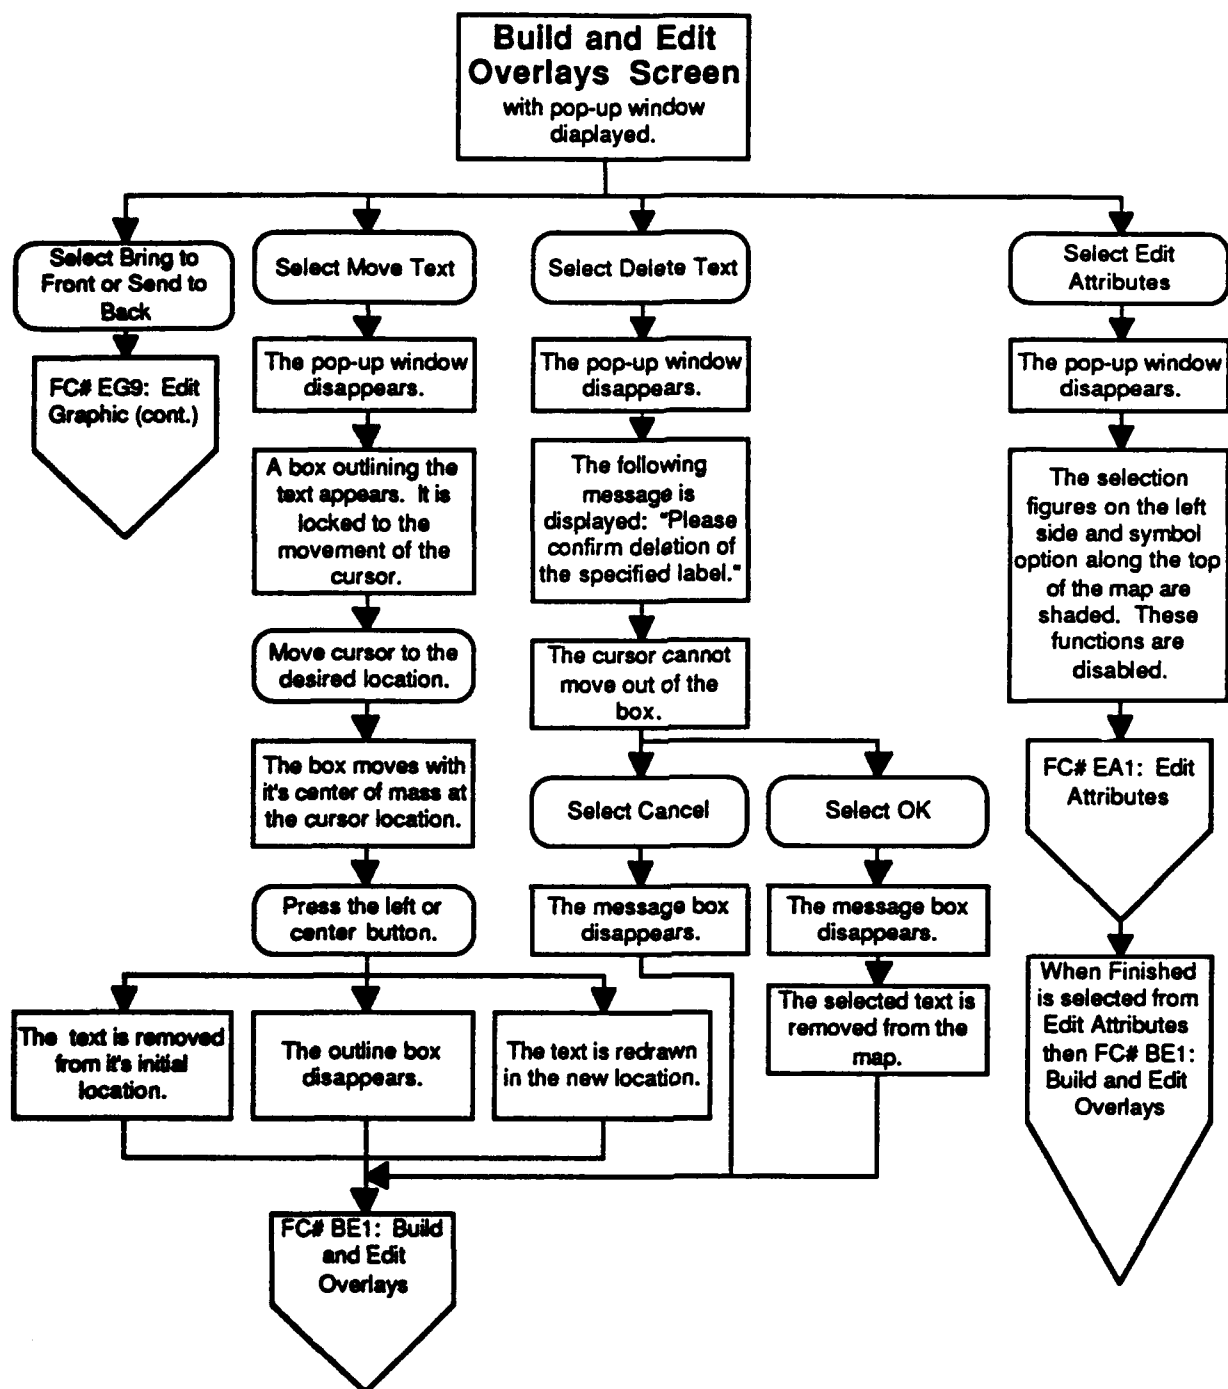 Build and Edit
Overlays Screen
with pop-up window
diaplayed.
Select Bring to
Front or Send to
Back
FC# EG9: Edit
Graphic (cont.)
Select Move Text
The pop-up window
disappears.
A box outlining the
text appears. It is
locked to the
movement of the
cursor.
Move cursor to the
desired location.
The box moves with
it's center of mass at
the cursor location.
Press the left or
center button.
The text is removed
from it's initial
location.
The outline box
disappears.
The text is redrawn
in the new location.
Select Delete Text
The pop-up window
disappears.
The following
message is
displayed: "Please
confirm deletion of
the specified label."
The cursor cannot
move out of the
box.
Select Cancel
The message box
disappears.
Select OK
The message box
disappears.
The selected text is
removed from the
map.
FC# BE1: Build
and Edit
Overlays
Select Edit
Attributes
The pop-up window
disappears.
The selection
figures on the left
side and symbol
option along the top
of the map are
shaded. These
functions are
disabled.
FC# EA1: Edit
Attributes
When Finished
is selected from
Edit Attributes
then FC# BE1:
Build and Edit
Overlays